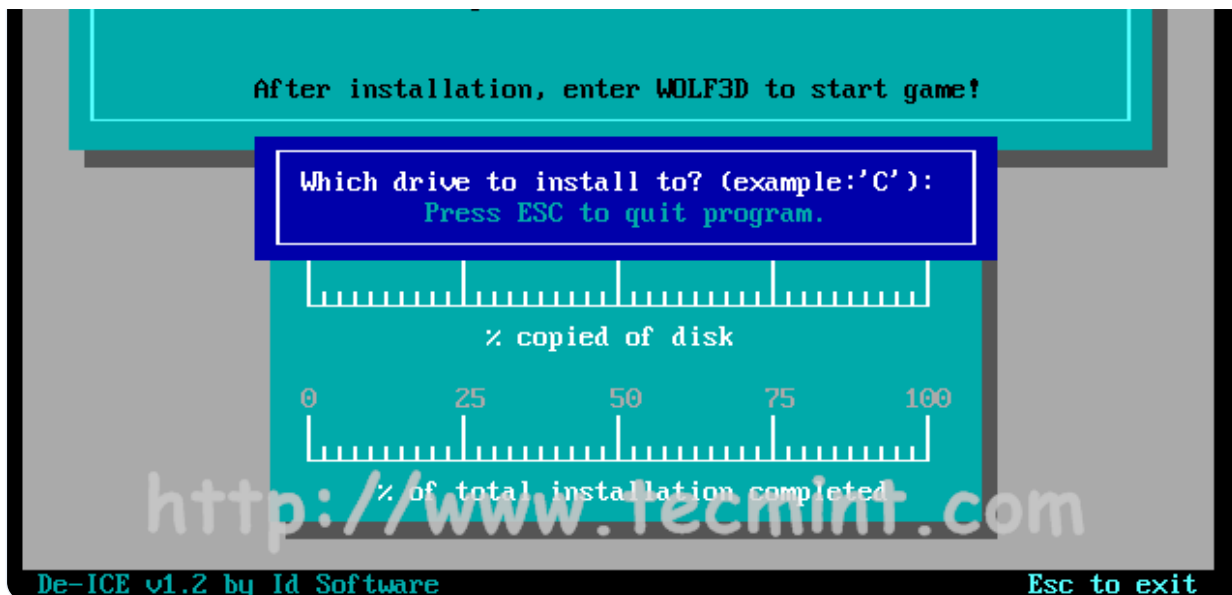 After installation, enter WOLF3D to start game!
Which drive to install to? (example:'C'):
Press ESC to quit program.
% copied of disk
0 25 50 75 100
% of total installation completed
http://www.tecmint.com
De-ICE v1.2 by Id Software Esc to exit